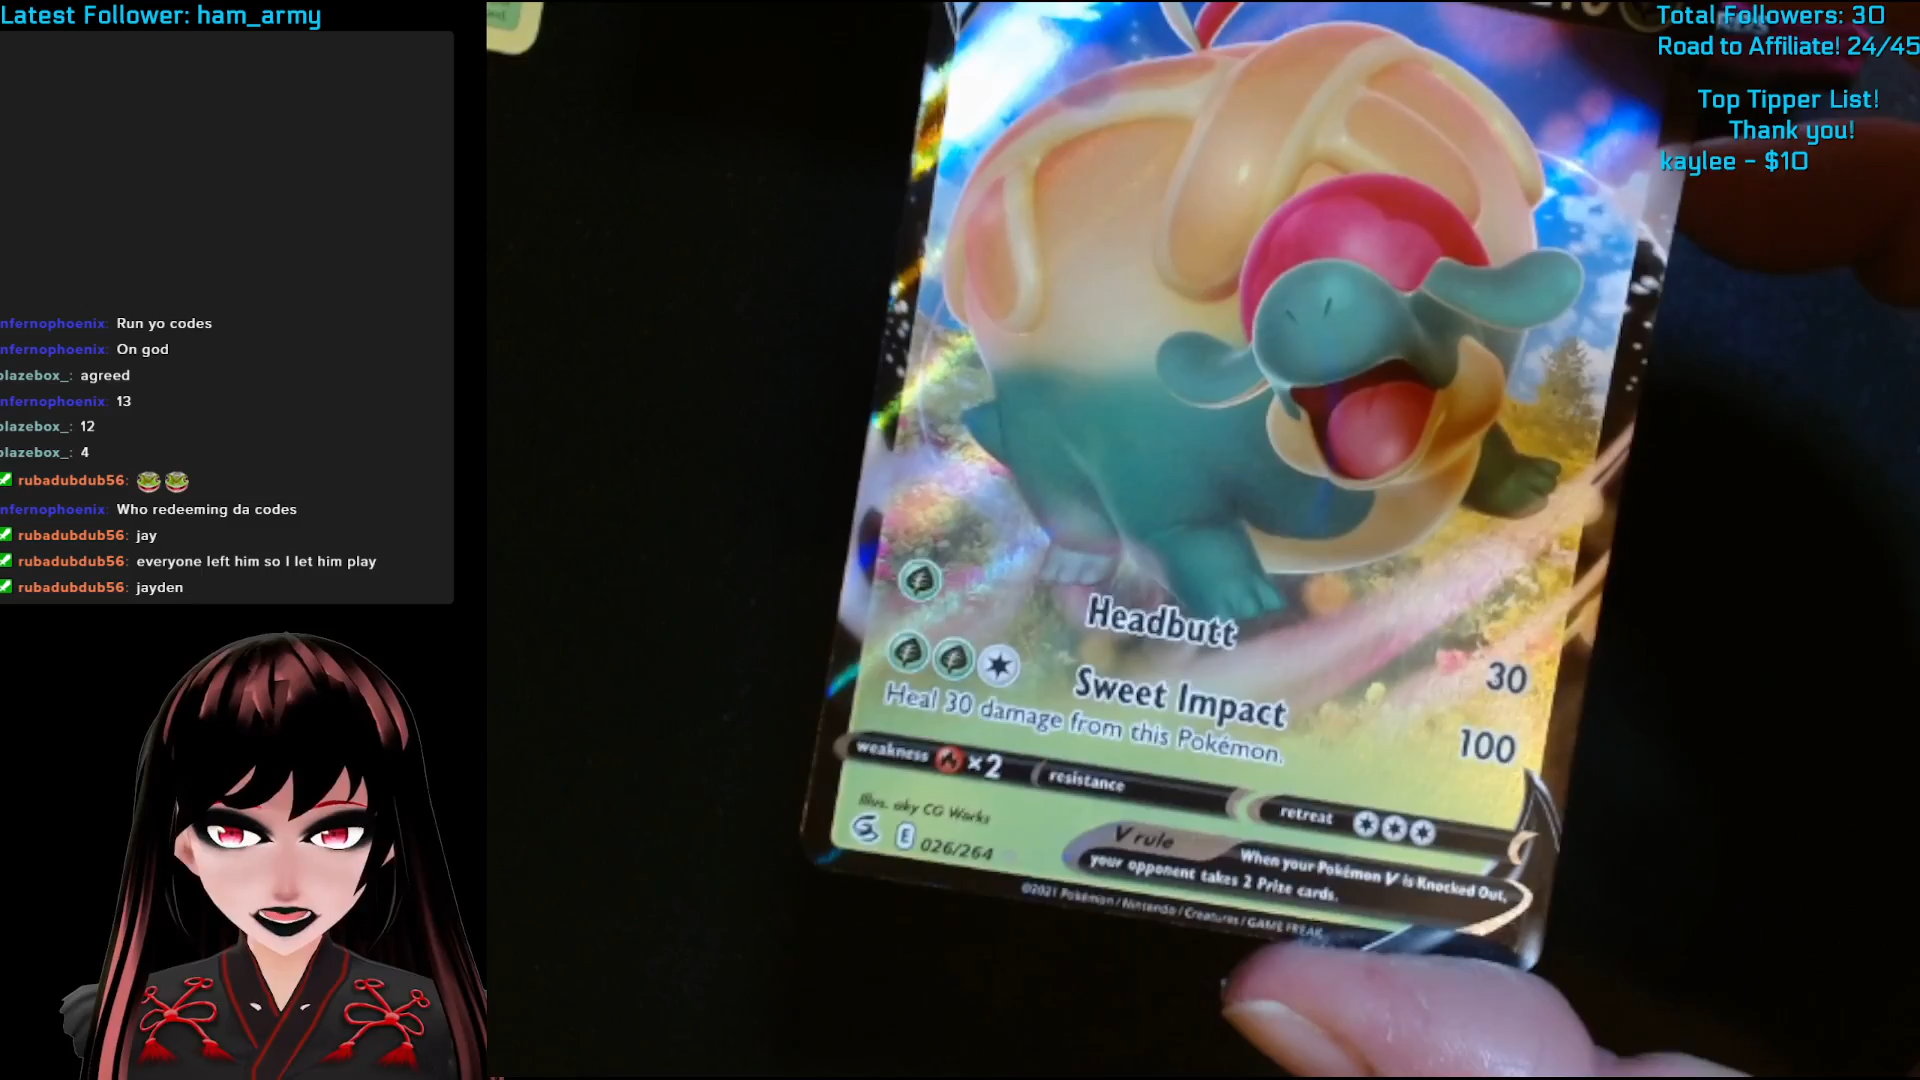 Latest Follower: ham_army
Total Followers: 30
Road to Affiliate! 24/45
Top Tipper List!
Thank you!
kaylee - $10
nfernophoenix: Run yo codes
nfernophoenix: On god
blazebox_: agreed
nfernophoenix: 13
blazebox_: 12
blazebox_: 4
rubadubdub56:
nfernophoenix: Who redeeming da codes
rubadubdub56: jay
rubadubdub56: everyone left him so I let him play
rubadubdub56: jayden
Headbutt 30
Sweet Impact 100
Heal 30 damage from this Pokémon.
weakness ×2 resistance retreat
Illus. aky CG Works
E 026/264
V rule
When your Pokémon V is Knocked Out,
your opponent takes 2 Prize cards.
©2021 Pokémon / Nintendo / Creatures / GAME FREAK